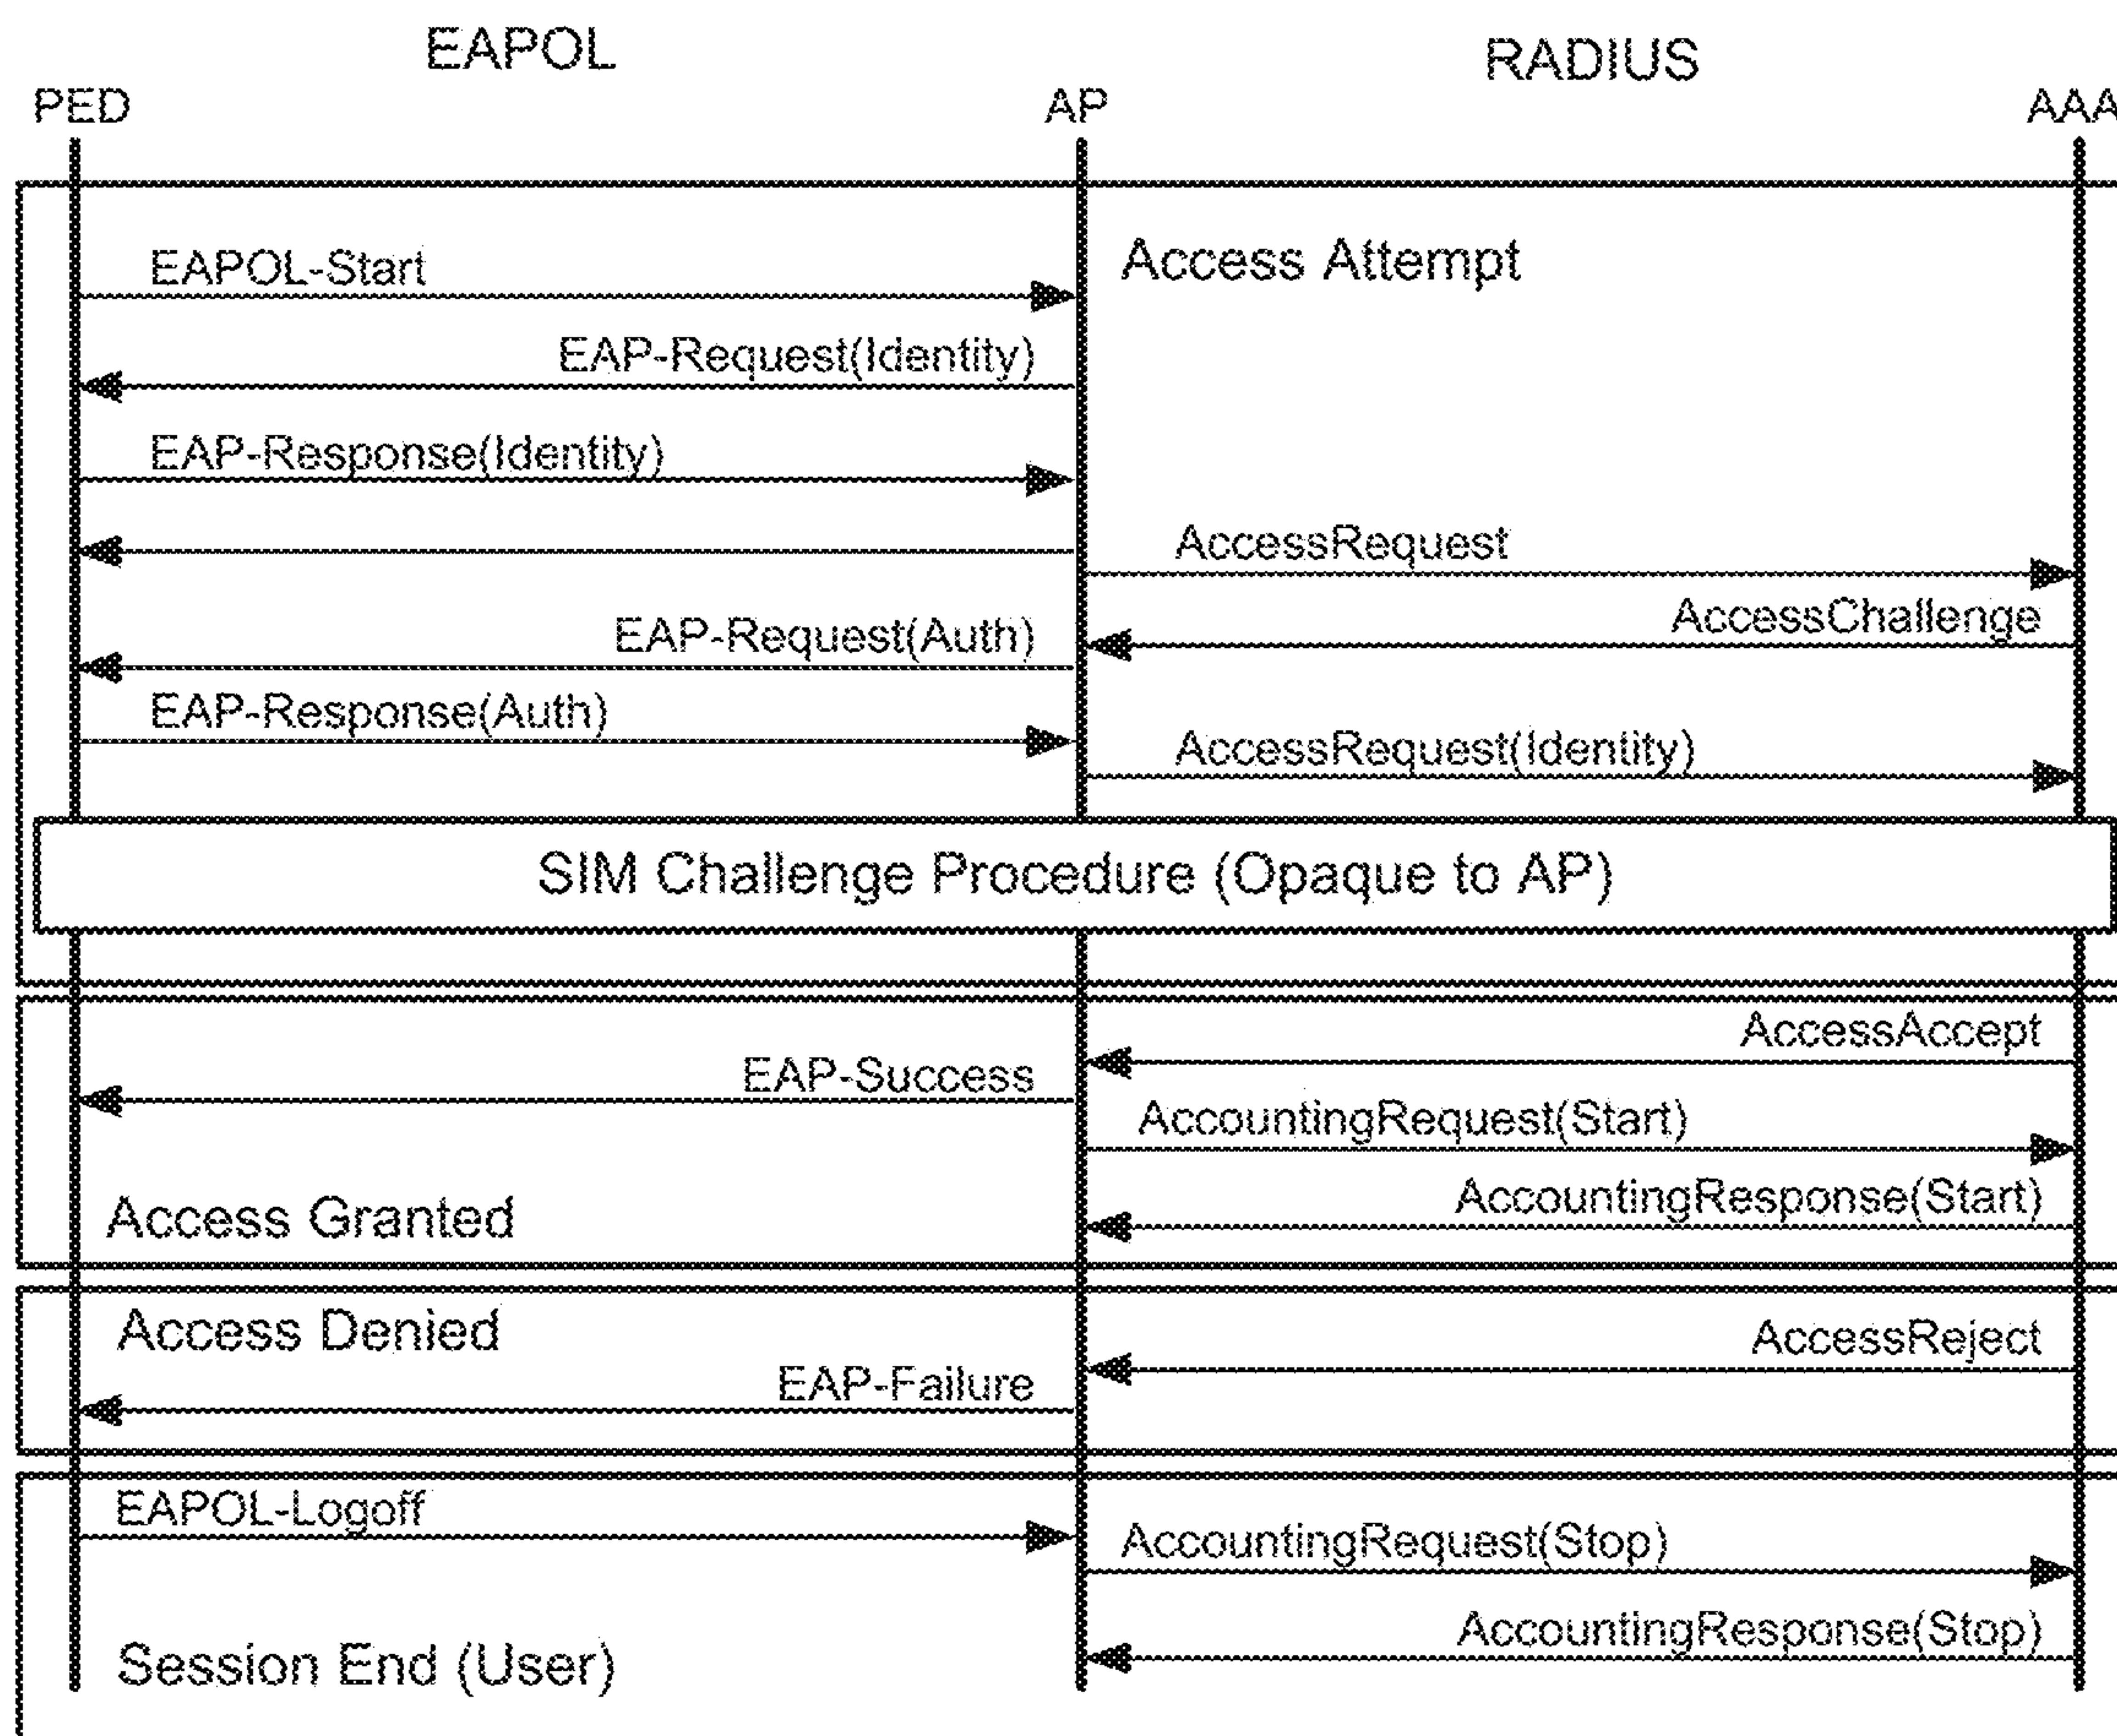 EAPOL
RADIUS
PED
AP
AAA
EAPOL-Start
Access Attempt
EAP-Request(Identity)
EAP-Response(Identity)
AccessRequest
AccessChallenge
EAP-Request(Auth)
EAP-Response(Auth)
AccessRequest(Identity)
SIM Challenge Procedure (Opaque to AP)
AccessAccept
EAP-Success
AccountingRequest(Start)
AccountingResponse(Start)
Access Granted
Access Denied
AccessReject
EAP-Failure
EAPOL-Logoff
AccountingRequest(Stop)
AccountingResponse(Stop)
Session End (User)